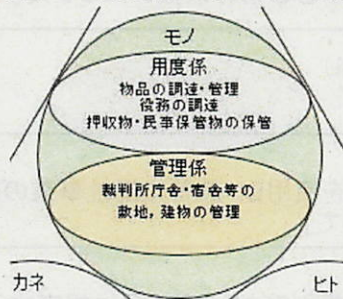 モノ
用度係
物品の調達・管理
役務の調達
押収物・民事保管物の保管
管理係
裁判所庁舎・宿舎等の
敷地，建物の管理
カネ
ヒト